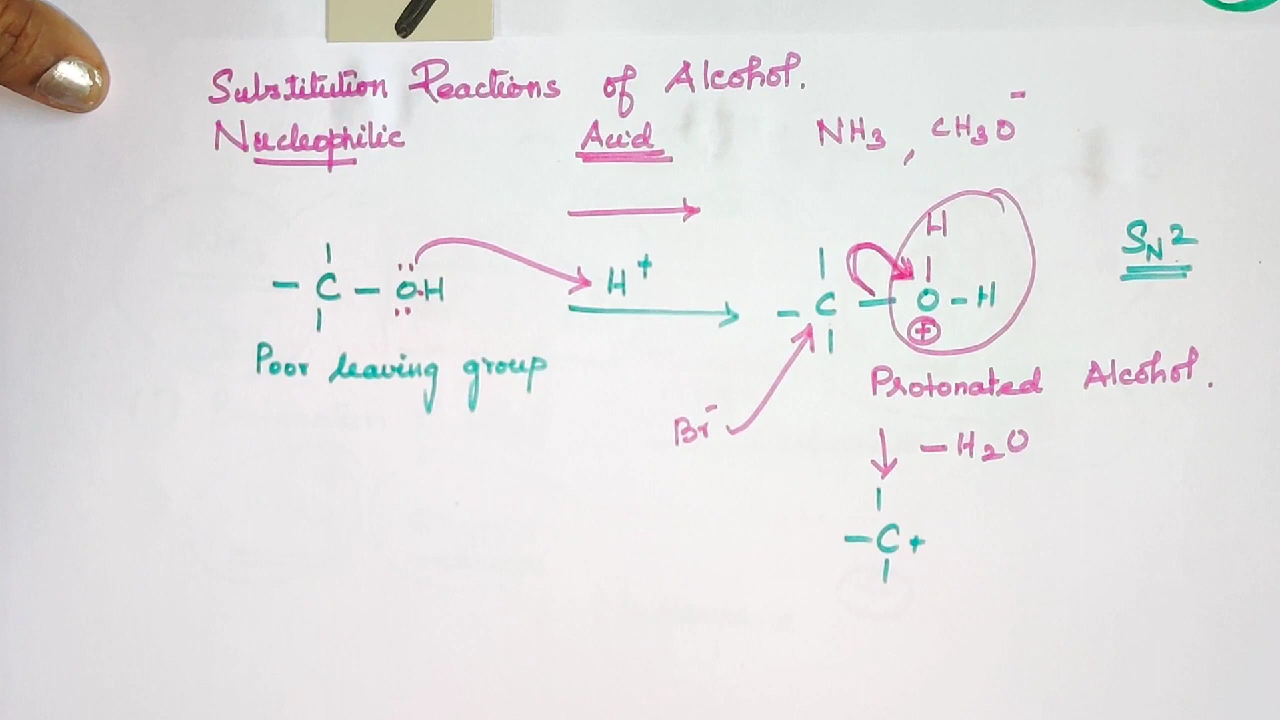 Substitution Reactions of Alcohol.
Nucleophilic Acid NH3, CH3O⁻
SN2
– C – OH H⁺ – C – O – H
H
⊕
Poor leaving group
Protonated Alcohol.
Br⁻
– H2O
– C +